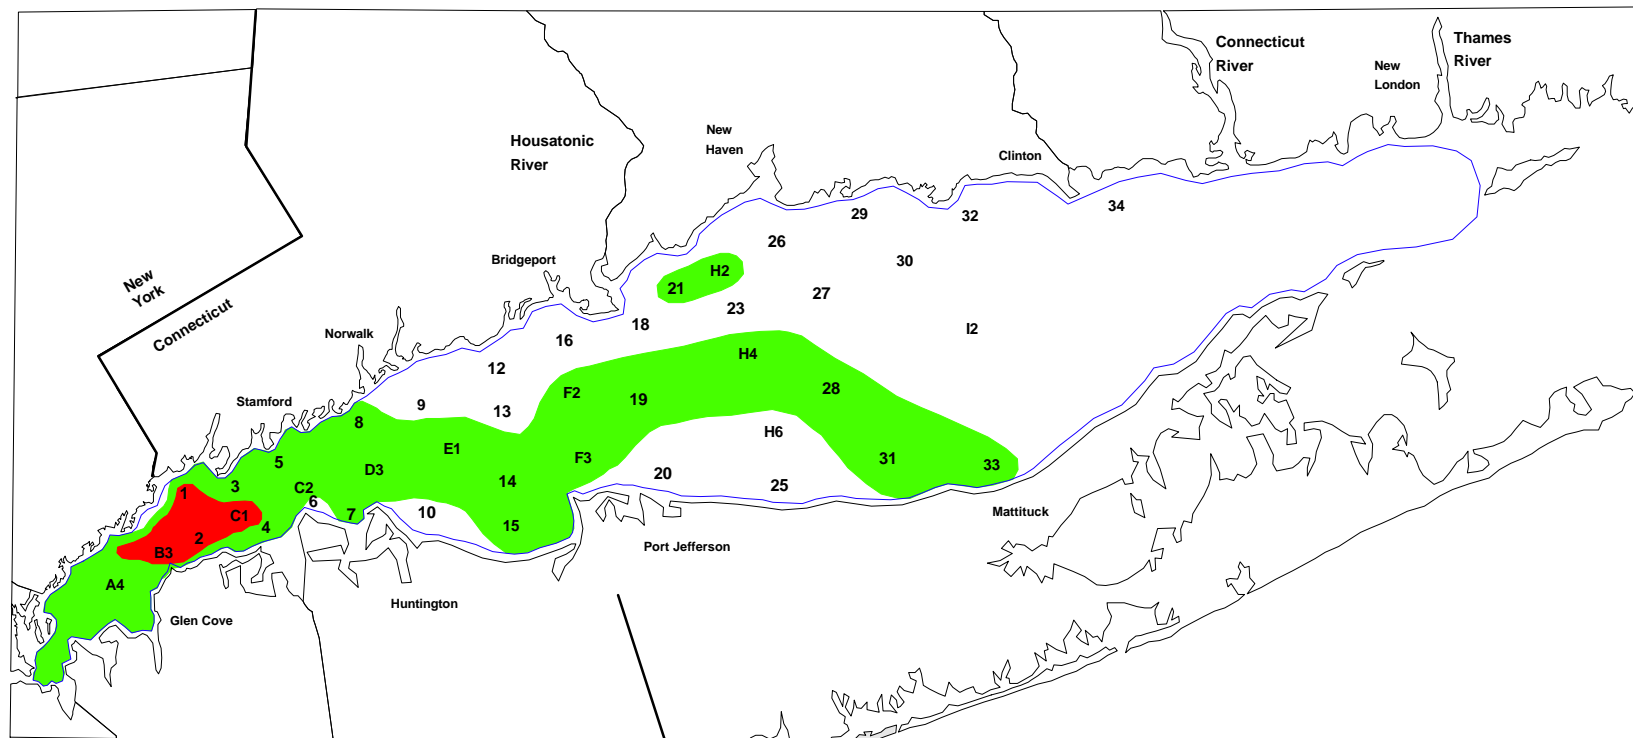 Thames
River
Connecticut
River
New
London
New
Haven
Housatonic
River
Clinton
34
29
32
26
30
Bridgeport
H2
21
27
23
New
York
Connecticut
18
I2
Norwalk
16
H4
12
28
F2
19
Stamford
9
13
8
H6
E1
F3
5
31
33
D3
20
14
3
C2
25
1
6
10
7
C1
Mattituck
4
15
2
Port Jefferson
B3
A4
Huntington
Glen Cove